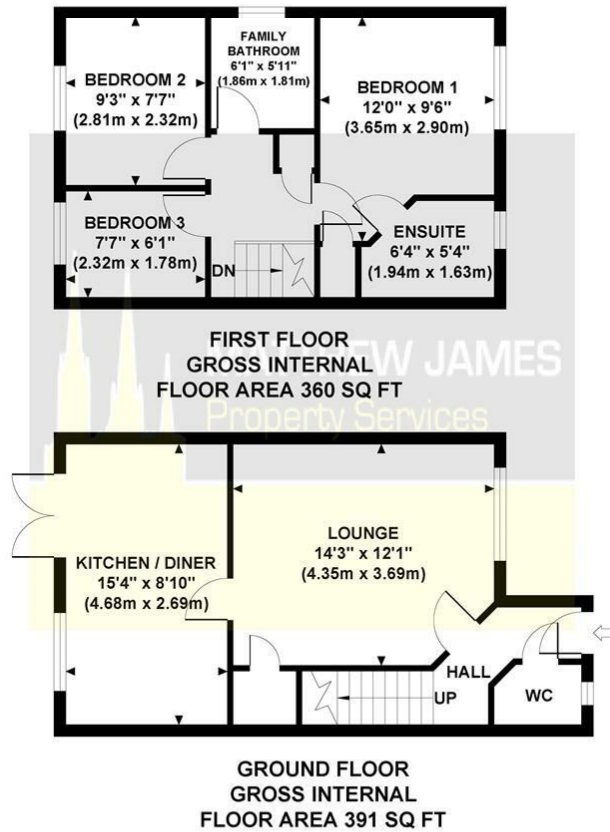 FAMILY
BATHROOM
6'1" x 5'11"
(1.86m x 1.81m)
BEDROOM 2
9'3" x 7'7"
(2.81m x 2.32m)
BEDROOM 1
12'0" x 9'6"
(3.65m x 2.90m)
BEDROOM 3
7'7" x 6'1"
(2.32m x 1.78m)
ENSUITE
6'4" x 5'4"
(1.94m x 1.63m)
DN
FIRST FLOOR
GROSS INTERNAL
FLOOR AREA 360 SQ FT
MATTHEW JAMES
Property Services
KITCHEN / DINER
15'4" x 8'10"
(4.68m x 2.69m)
LOUNGE
14'3" x 12'1"
(4.35m x 3.69m)
HALL
UP
WC
GROUND FLOOR
GROSS INTERNAL
FLOOR AREA 391 SQ FT